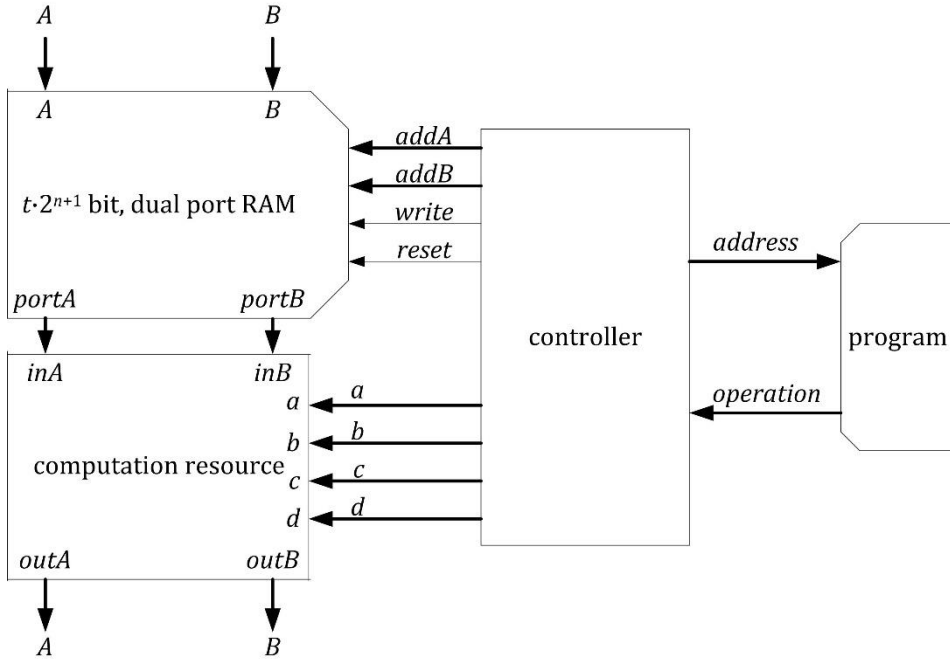 A B
A B
addA
addB
t·2ⁿ⁺¹ bit, dual port RAM
write
reset
address
portA portB
controller
program
inA inB
a a
operation
b b
computation resource
c c
d d
outA outB
A B